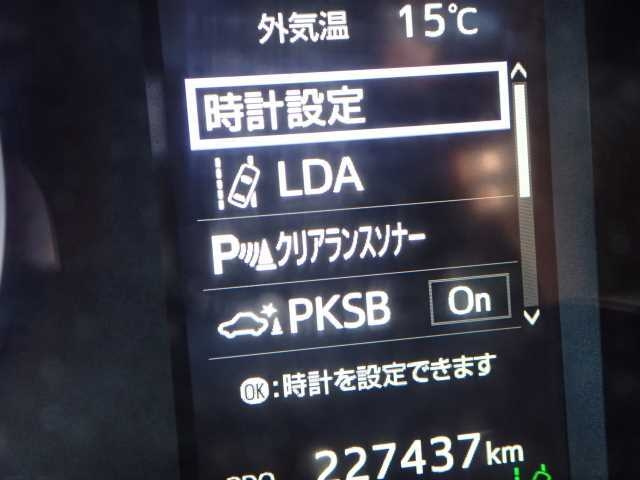 外気温 15℃
時計設定
LDA
P クリアランスソナー
PKSB On
OK:時計を設定できます
ODO 227437km